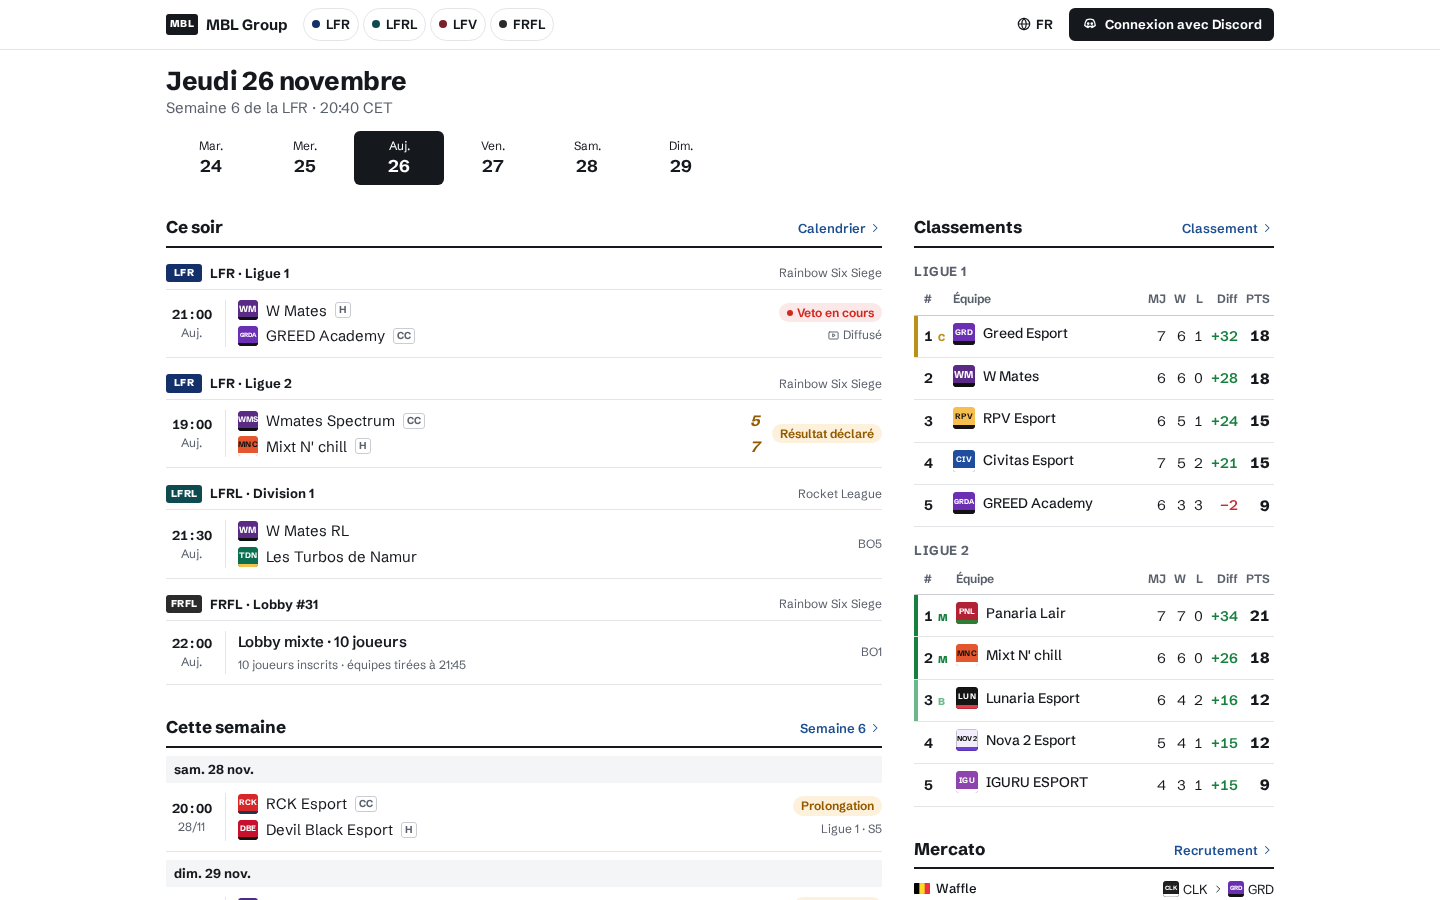 MBL MBL Group LFR LFRL LFV FRFL FR Connexion avec Discord
Jeudi 26 novembre
Semaine 6 de la LFR · 20:40 CET
Mar. Mer. Auj. Ven. Sam. Dim.
24 25 26 27 28 29
Ce soir Calendrier
LFR LFR · Ligue 1 Rainbow Six Siege
21:00 Auj.
WM W Mates H Veto en cours
GRDA GREED Academy CC Diffusé
LFR LFR · Ligue 2 Rainbow Six Siege
19:00 Auj.
WMS Wmates Spectrum CC 5
MNC Mixt N' chill H 7
Résultat déclaré
LFRL LFRL · Division 1 Rocket League
21:30 Auj.
WM W Mates RL
TDN Les Turbos de Namur
BO5
FRFL FRFL · Lobby #31 Rainbow Six Siege
22:00 Auj.
Lobby mixte · 10 joueurs
10 joueurs inscrits · équipes tirées à 21:45
BO1
Cette semaine Semaine 6
sam. 28 nov.
20:00 28/11
RCK RCK Esport CC Prolongation
DBE Devil Black Esport H Ligue 1 · S5
dim. 29 nov.
Classements Classement
LIGUE 1
# Équipe MJ W L Diff PTS
1 C GRD Greed Esport 7 6 1 +32 18
2 WM W Mates 6 6 0 +28 18
3 RPV RPV Esport 6 5 1 +24 15
4 CIV Civitas Esport 7 5 2 +21 15
5 GRDA GREED Academy 6 3 3 −2 9
LIGUE 2
# Équipe MJ W L Diff PTS
1 M PNL Panaria Lair 7 7 0 +34 21
2 M MNC Mixt N' chill 6 6 0 +26 18
3 B LUN Lunaria Esport 6 4 2 +16 12
4 NOV2 Nova 2 Esport 5 4 1 +15 12
5 IGU IGURU ESPORT 4 3 1 +15 9
Mercato Recrutement
Waffle CLK CLK GRD GRD